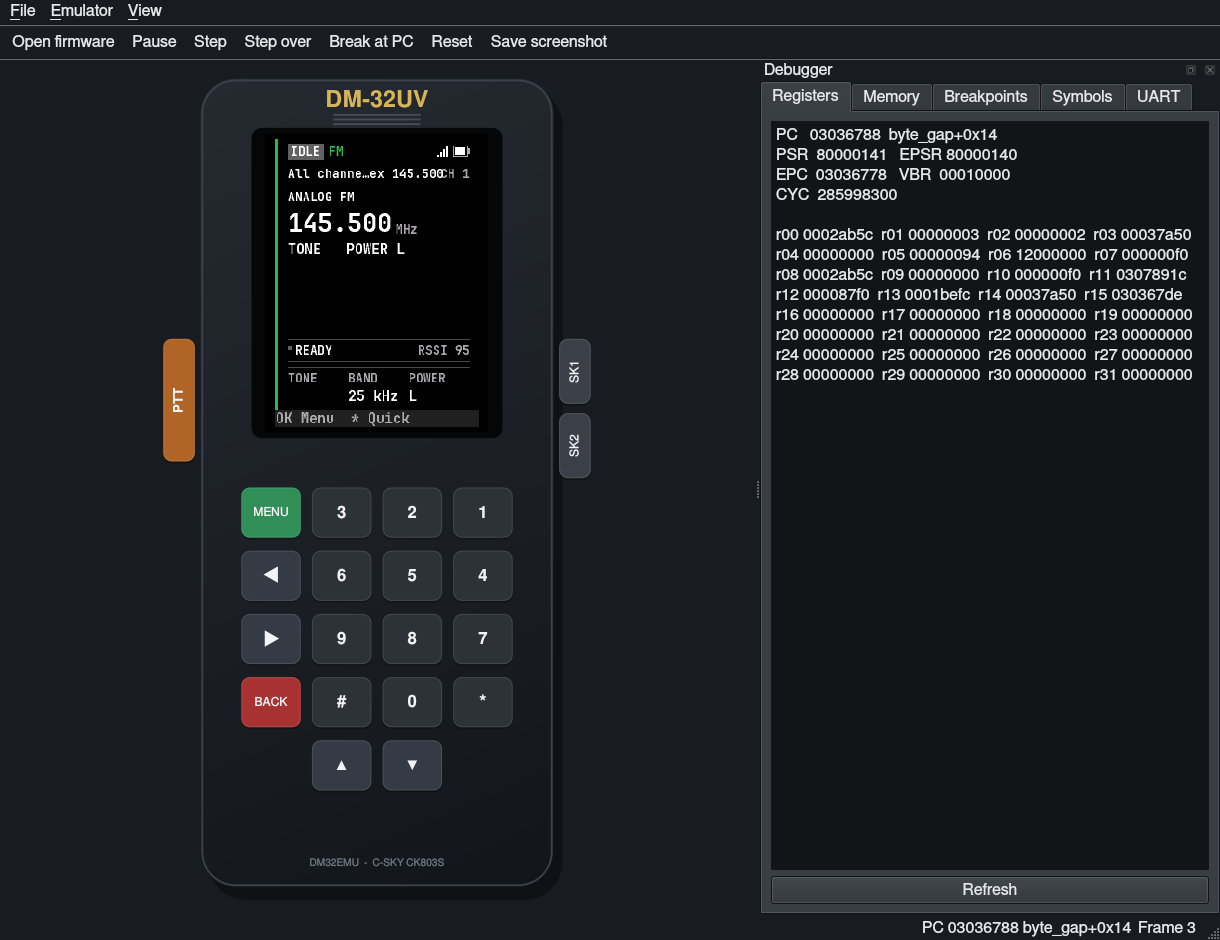 File Emulator View
Open firmware Pause Step Step over Break at PC Reset Save screenshot
DM-32UV
IDLE FM
All channe…ex 145.500 CH 1
ANALOG FM
145.500 MHz
TONE POWER L
READY RSSI 95
TONE BAND POWER
25 kHz L
OK Menu * Quick
PTT
SK1
SK2
MENU 3 2 1
◀ 6 5 4
▶ 9 8 7
BACK # 0 *
▲ ▼
DM32EMU - C-SKY CK803S
Debugger
Registers Memory Breakpoints Symbols UART
PC 03036788 byte_gap+0x14
PSR 80000141 EPSR 80000140
EPC 03036778 VBR 00010000
CYC 285998300
r00 0002ab5c r01 00000003 r02 00000002 r03 00037a50
r04 00000000 r05 00000094 r06 12000000 r07 000000f0
r08 0002ab5c r09 00000000 r10 000000f0 r11 0307891c
r12 000087f0 r13 0001befc r14 00037a50 r15 030367de
r16 00000000 r17 00000000 r18 00000000 r19 00000000
r20 00000000 r21 00000000 r22 00000000 r23 00000000
r24 00000000 r25 00000000 r26 00000000 r27 00000000
r28 00000000 r29 00000000 r30 00000000 r31 00000000
Refresh
PC 03036788 byte_gap+0x14 Frame 3